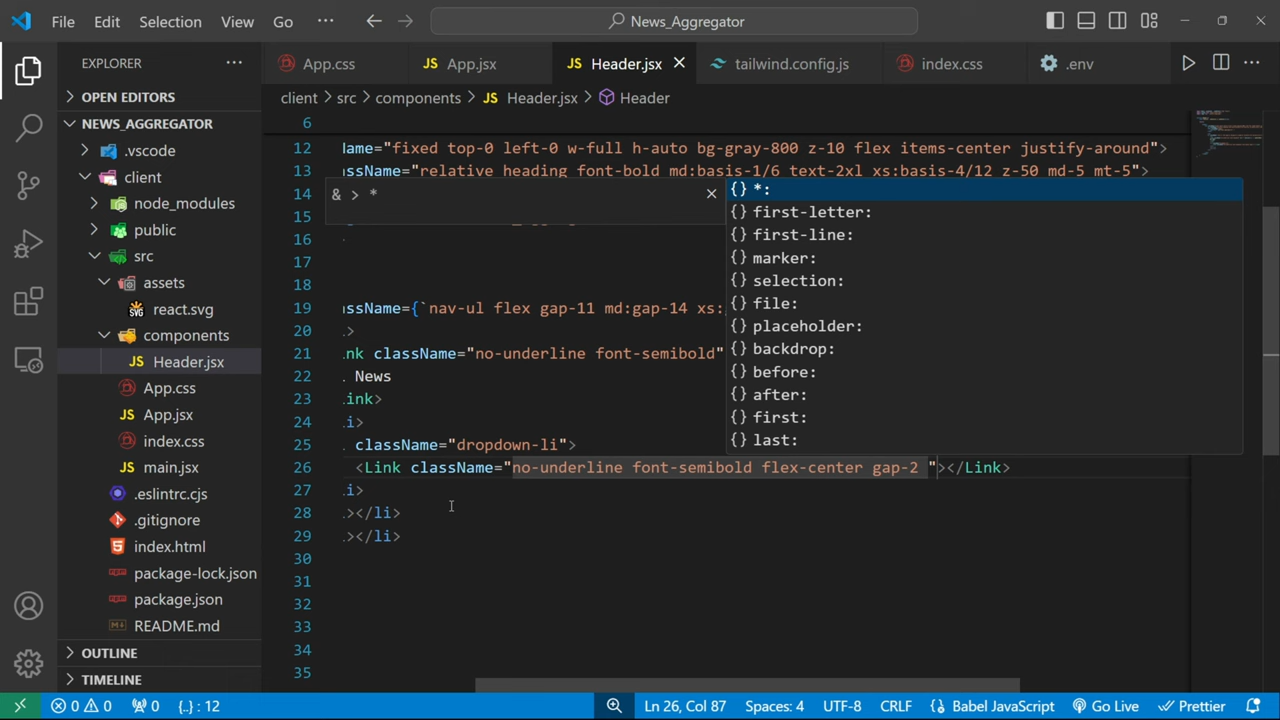 File Edit Selection View Go ··· News_Aggregator
EXPLORER ···
App.css
JS App.jsx
JS Header.jsx
tailwind.config.js
index.css
.env
client > src > components > JS Header.jsx > Header
OPEN EDITORS
NEWS_AGGREGATOR
.vscode
client
node_modules
public
src
assets
react.svg
components
JS Header.jsx
App.css
JS App.jsx
index.css
JS main.jsx
.eslintrc.cjs
.gitignore
index.html
package-lock.json
package.json
README.md
OUTLINE
TIMELINE
6
12 lame="fixed top-0 left-0 w-full h-auto bg-gray-800 z-10 flex items-center justify-around">
13 ssName="relative heading font-bold md:basis-1/6 text-2xl xs:basis-4/12 z-50 md-5 mt-5">
14
15
16
17
18
19 ssName={`nav-ul flex gap-11 md:gap-14 xs:
20 >
21 nk className="no-underline font-semibold"
22 News
23 ink>
24 i>
25 className="dropdown-li">
26 <Link className="no-underline font-semibold flex-center gap-2 "></Link>
27 i>
28 ></li>
29 ></li>
30
31
32
33
34
35
& > *
{} *:
{} first-letter:
{} first-line:
{} marker:
{} selection:
{} file:
{} placeholder:
{} backdrop:
{} before:
{} after:
{} first:
{} last:
0 0 0 {..} : 12 Ln 26, Col 87 Spaces: 4 UTF-8 CRLF Babel JavaScript Go Live Prettier